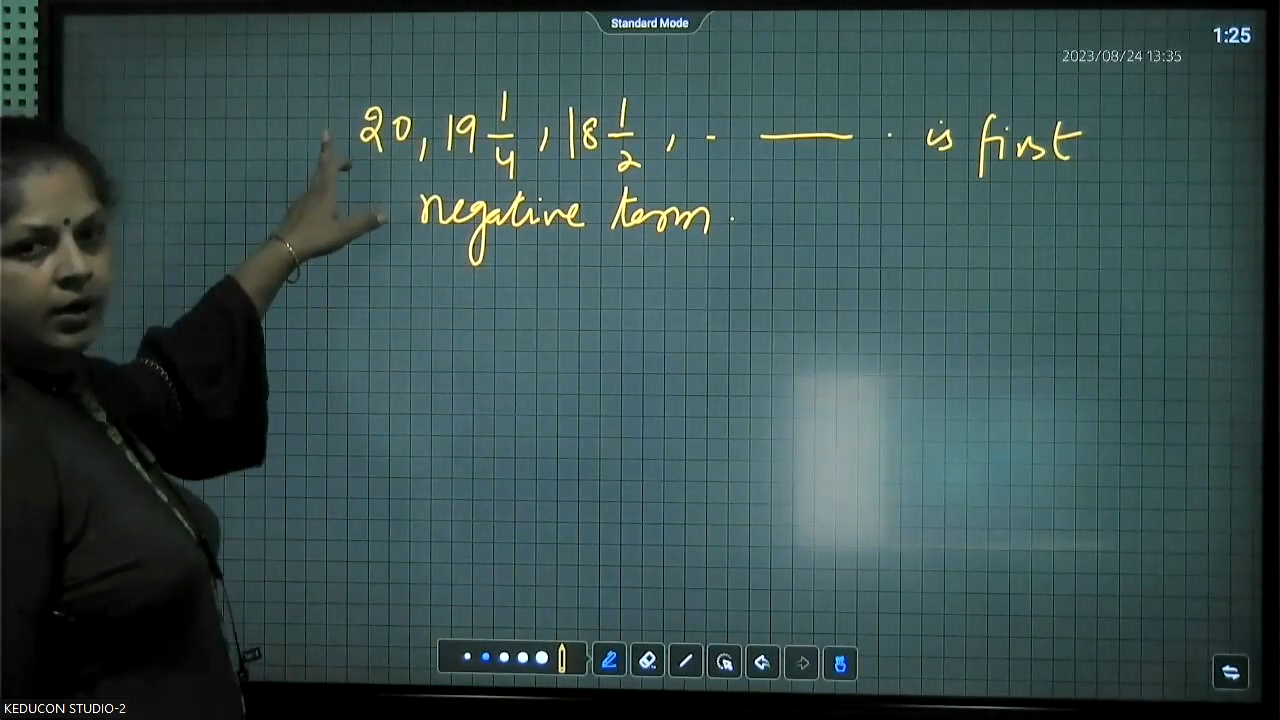 Standard Mode
1:25
2023/08/24 13:35
20, 19 1/4, 18 1/2, . ——— . is first
negative term.
KEDUCON STUDIO-2